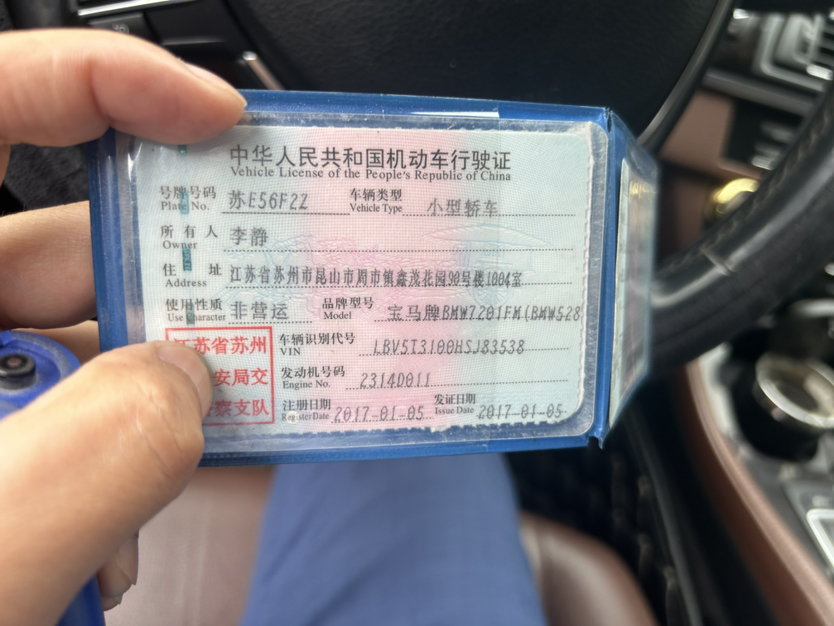 中华人民共和国机动车行驶证
Vehicle License of the People's Republic of China
号牌号码 Plate No. 苏E56F2Z 车辆类型 Vehicle Type 小型轿车
所有人 Owner 李静
住址 Address 江苏省苏州市昆山市周市镇鑫茂花园90号楼1004室
使用性质 Use Character 非营运 品牌型号 Model 宝马牌BMW7201FM(BMW528
江苏省苏州 车辆识别代号 VIN LBV5T3100HSJ83538
安局交 发动机号码 Engine No. 2314D011
察支队 注册日期 Register Date 2017-01-05 发证日期 Issue Date 2017-01-05